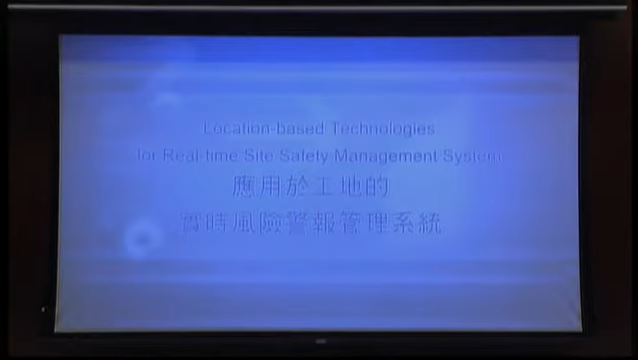 Location-based Technologies
for Real-time Site Safety Management System
應用於工地的
實時風險警報管理系統